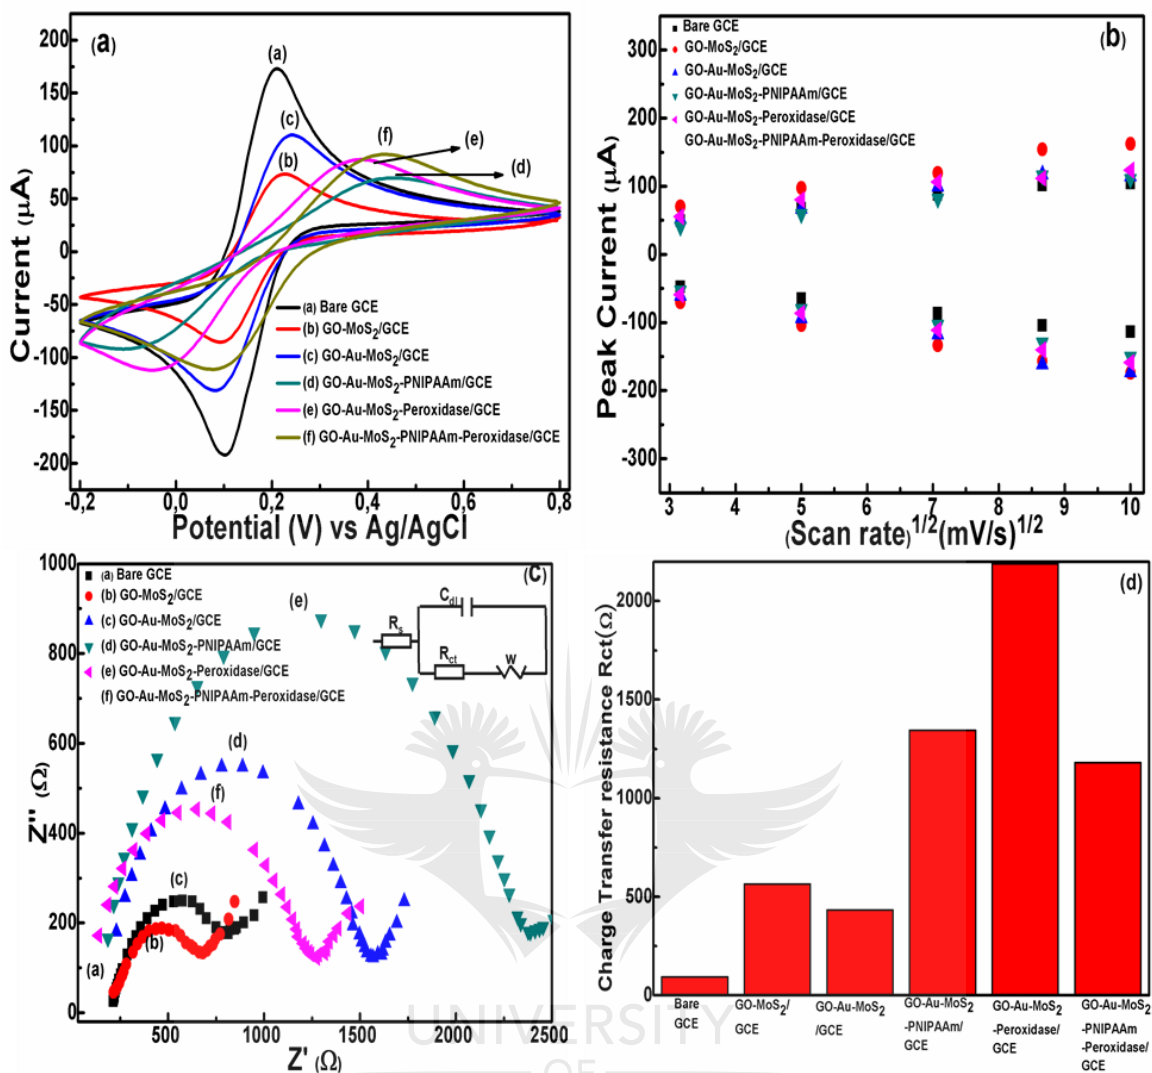 (a)
200
150
100
50
0
-50
-100
-150
-200
Current (µA)
-0,2 0,0 0,2 0,4 0,6 0,8
Potential (V) vs Ag/AgCl
(a)
(c)
(b)
(f)
(e)
(d)
(a) Bare GCE
(b) GO-MoS2/GCE
(c) GO-Au-MoS2/GCE
(d) GO-Au-MoS2-PNIPAAm/GCE
(e) GO-Au-MoS2-Peroxidase/GCE
(f) GO-Au-MoS2-PNIPAAm-Peroxidase/GCE
(b)
Bare GCE
GO-MoS2/GCE
GO-Au-MoS2/GCE
GO-Au-MoS2-PNIPAAm/GCE
GO-Au-MoS2-Peroxidase/GCE
GO-Au-MoS2-PNIPAAm-Peroxidase/GCE
300
200
100
0
-100
-200
-300
Peak Current (µA)
3 4 5 6 7 8 9 10
(Scan rate)1/2(mV/s)1/2
(c)
(a) Bare GCE
(b) GO-MoS2/GCE
(c) GO-Au-MoS2/GCE
(d) GO-Au-MoS2-PNIPAAm/GCE
(e) GO-Au-MoS2-Peroxidase/GCE
(f) GO-Au-MoS2-PNIPAAm-Peroxidase/GCE
(e)
Cdl
Rs
Rct
W
(d)
(f)
(c)
(b)
(a)
1000
800
600
400
200
0
Z'' (Ω)
500 1000 1500 2000 2500
Z' (Ω)
(d)
2000
1500
1000
500
0
Charge Transfer resistance Rct(Ω)
Bare
GCE
GO-MoS2/
GCE
GO-Au-MoS2
/GCE
GO-Au-MoS2
-PNIPAAm/
GCE
GO-Au-MoS2
-Peroxidase/
GCE
GO-Au-MoS2
-PNIPAAm
-Peroxidase/
GCE
UNIVERSITY
OF